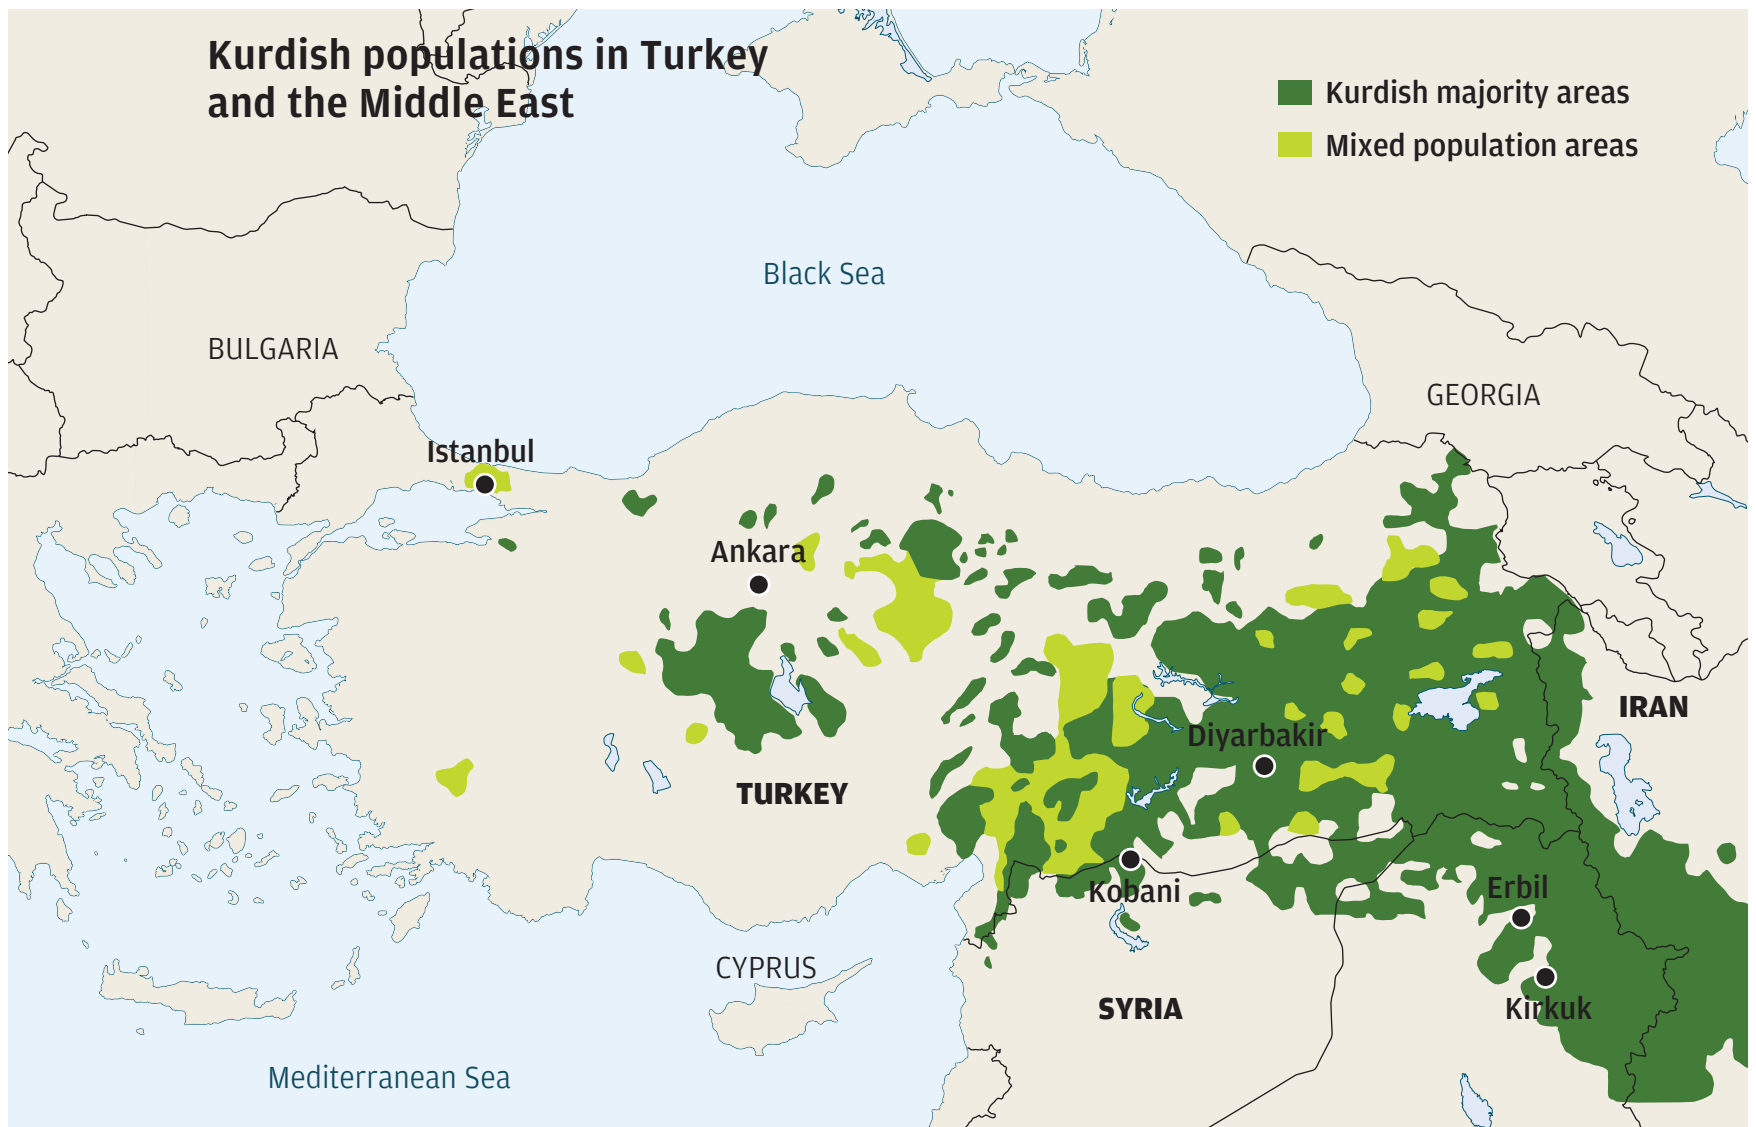 Kurdish populations in Turkey
and the Middle East
Kurdish majority areas
Mixed population areas
Black Sea
BULGARIA
GEORGIA
Istanbul
Ankara
IRAN
Diyarbakir
TURKEY
Kobani
Erbil
CYPRUS
SYRIA
Kirkuk
Mediterranean Sea